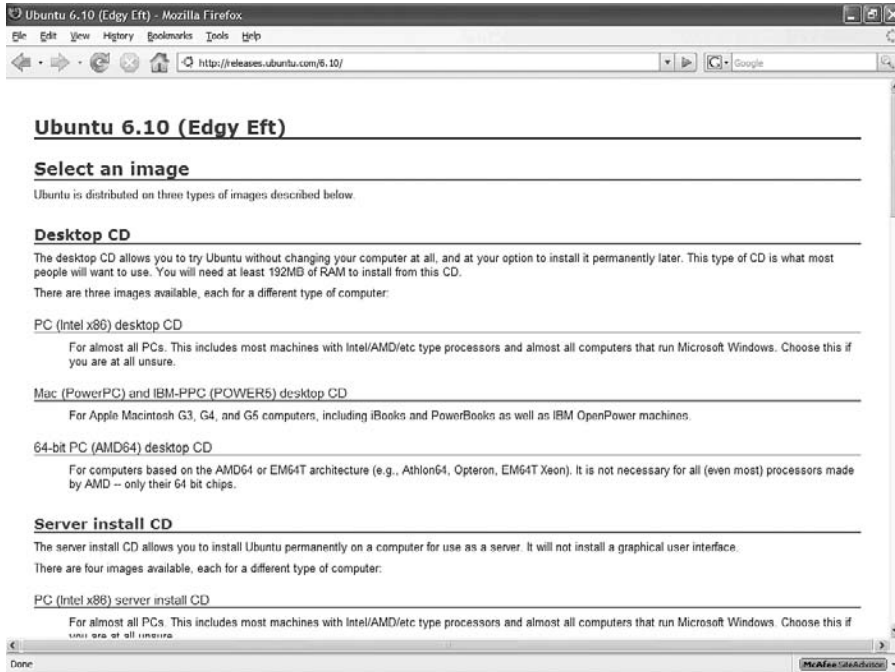 Ubuntu 6.10 (Edgy Eft) - Mozilla Firefox
File Edit View History Bookmarks Tools Help
http://releases.ubuntu.com/6.10/
G Google
Ubuntu 6.10 (Edgy Eft)
Select an image
Ubuntu is distributed on three types of images described below.
Desktop CD
The desktop CD allows you to try Ubuntu without changing your computer at all, and at your option to install it permanently later. This type of CD is what most
people will want to use. You will need at least 192MB of RAM to install from this CD.
There are three images available, each for a different type of computer:
PC (Intel x86) desktop CD
For almost all PCs. This includes most machines with Intel/AMD/etc type processors and almost all computers that run Microsoft Windows. Choose this if
you are at all unsure.
Mac (PowerPC) and IBM-PPC (POWER5) desktop CD
For Apple Macintosh G3, G4, and G5 computers, including iBooks and PowerBooks as well as IBM OpenPower machines.
64-bit PC (AMD64) desktop CD
For computers based on the AMD64 or EM64T architecture (e.g., Athlon64, Opteron, EM64T Xeon). It is not necessary for all (even most) processors made
by AMD -- only their 64 bit chips.
Server install CD
The server install CD allows you to install Ubuntu permanently on a computer for use as a server. It will not install a graphical user interface.
There are four images available, each for a different type of computer:
PC (Intel x86) server install CD
For almost all PCs. This includes most machines with Intel/AMD/etc type processors and almost all computers that run Microsoft Windows. Choose this if
you are at all unsure
Done
McAfee SiteAdvisor